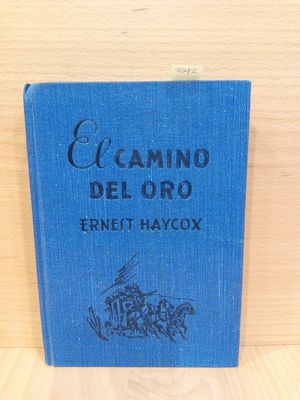 El CAMINO
DEL ORO
ERNEST HAYCOX